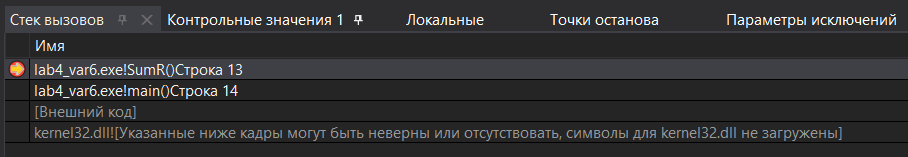 Стек вызовов Контрольные значения 1 Локальные Точки останова Параметры исключений
Имя
lab4_var6.exe!SumR()Строка 13
lab4_var6.exe!main()Строка 14
[Внешний код]
kernel32.dll![Указанные ниже кадры могут быть неверны или отсутствовать, символы для kernel32.dll не загружены]